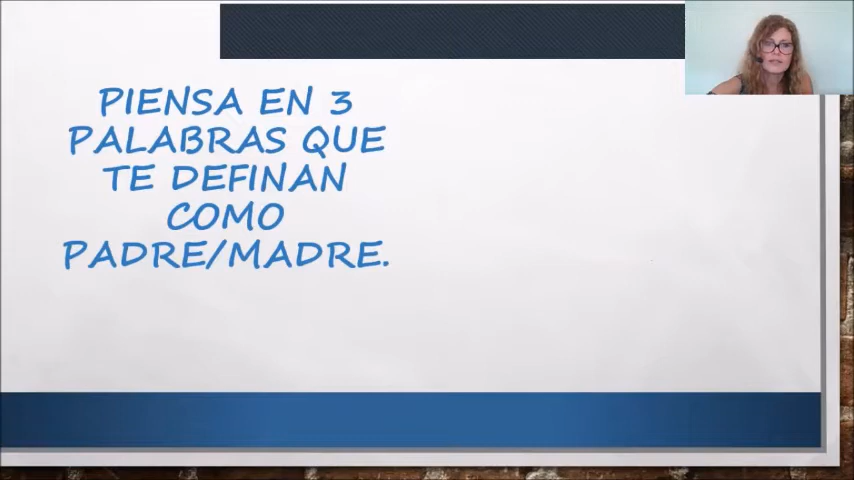 PIENSA EN 3
PALABRAS QUE
TE DEFINAN
COMO
PADRE/MADRE.